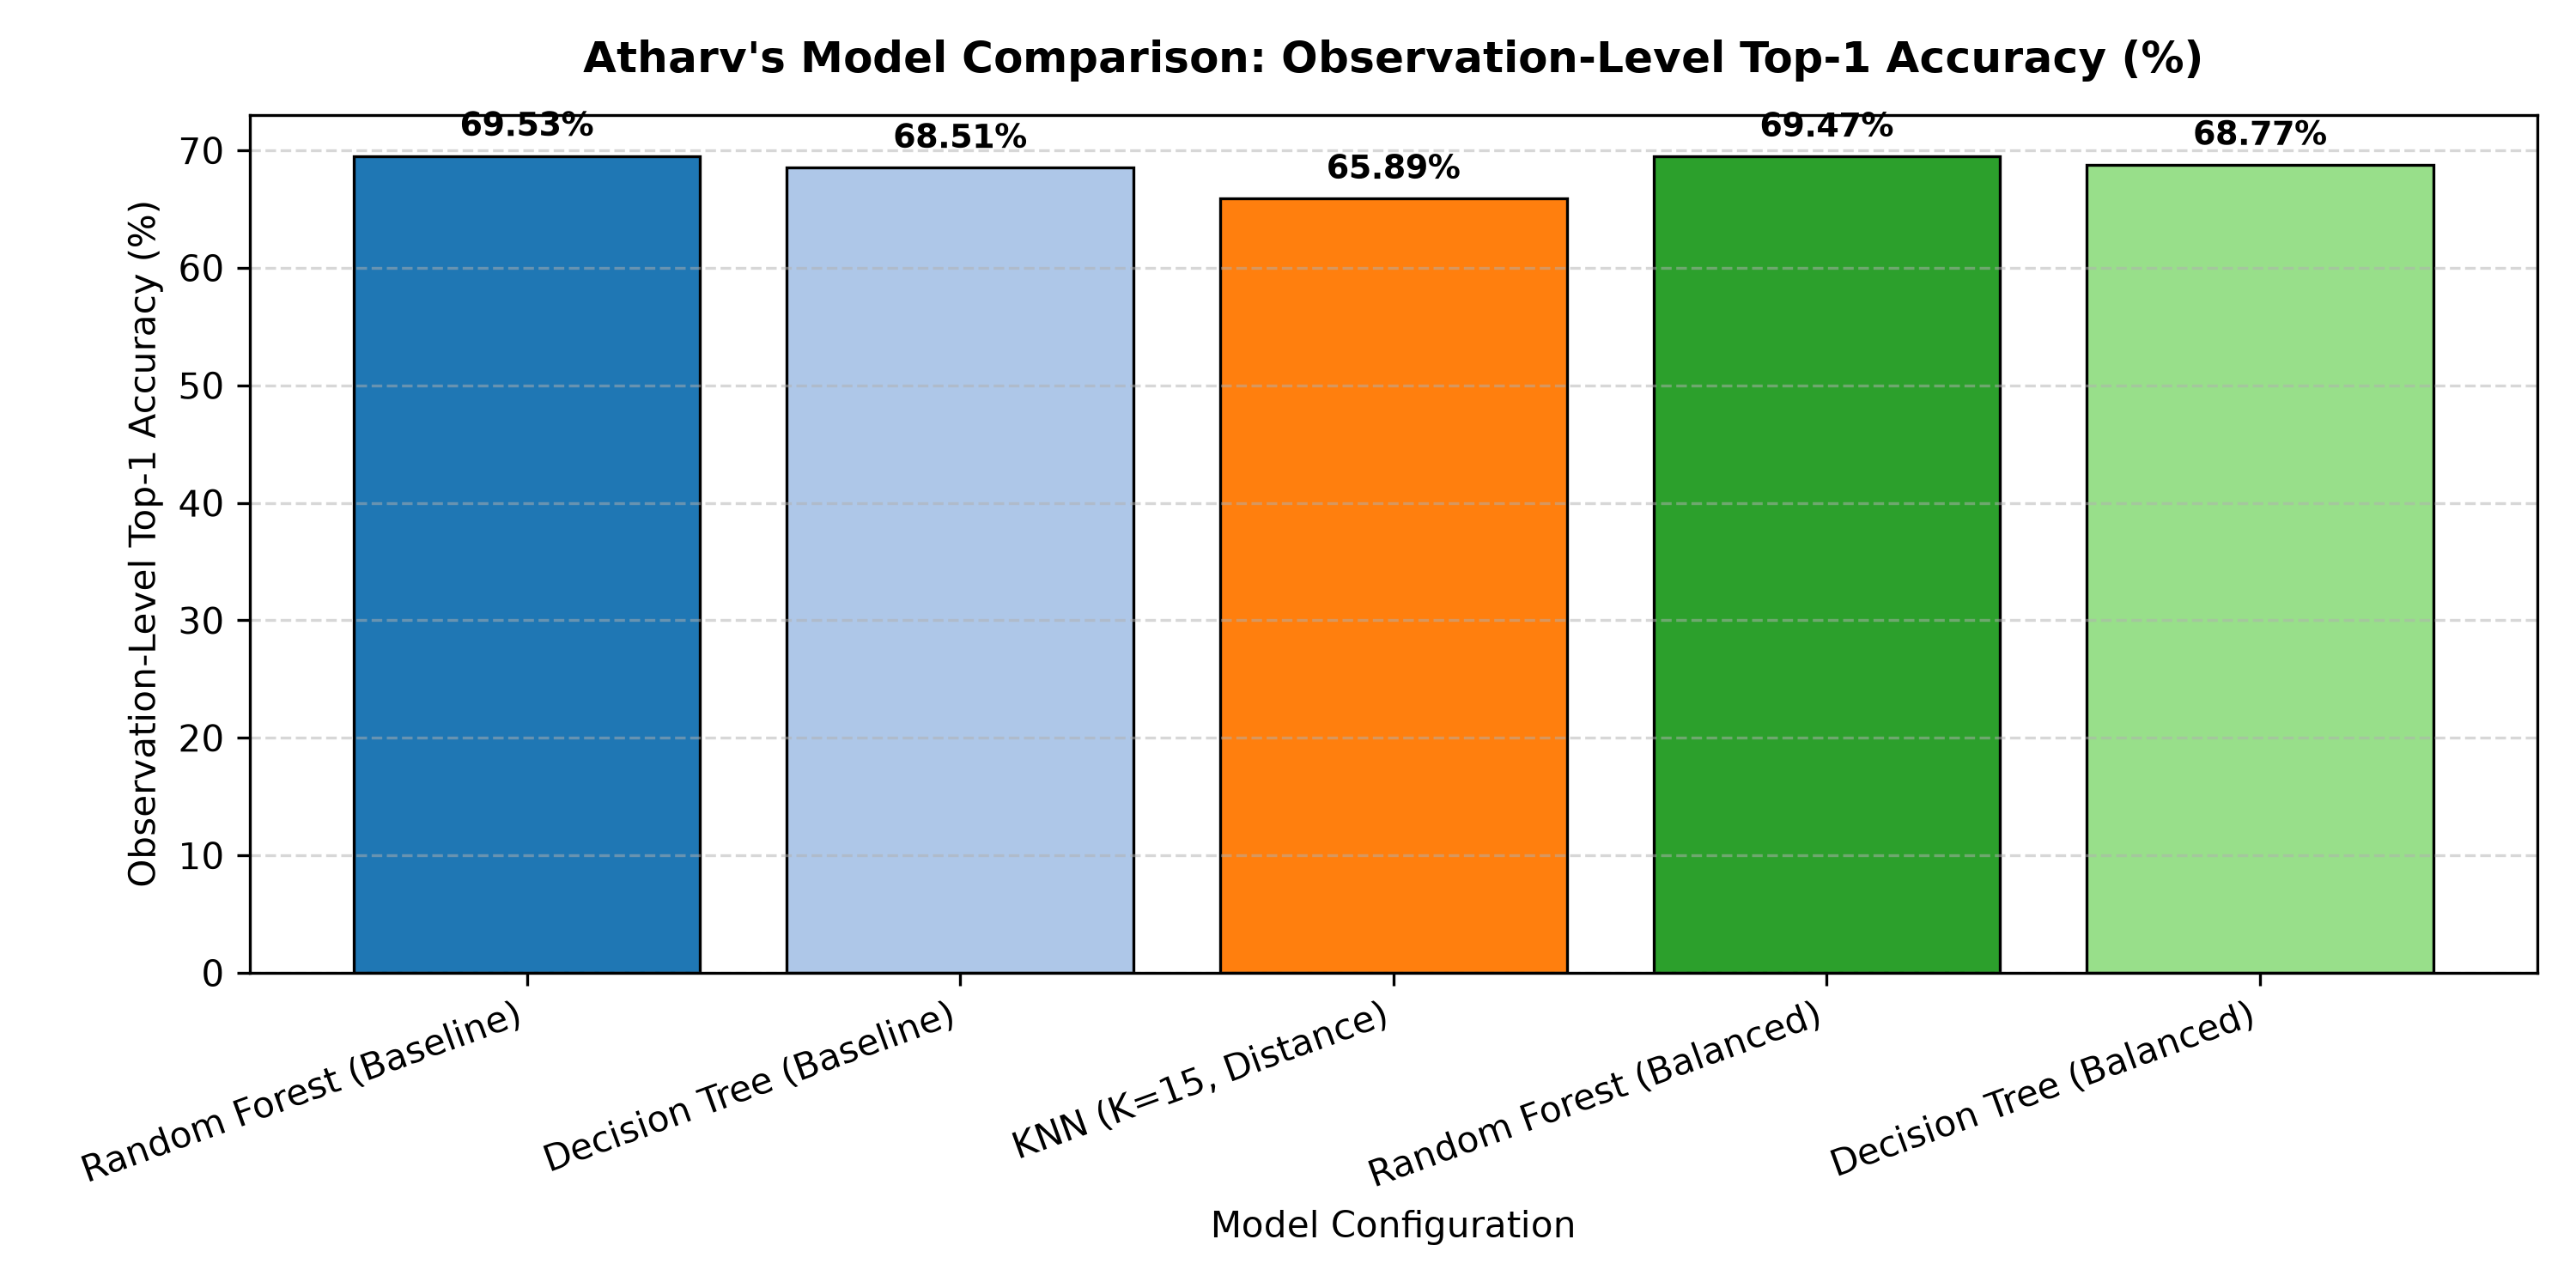 Atharv's Model Comparison: Observation-Level Top-1 Accuracy (%)
69.53%
68.51%
65.89%
69.47%
68.77%
Observation-Level Top-1 Accuracy (%)
70
60
50
40
30
20
10
0
Random Forest (Baseline)
Decision Tree (Baseline)
KNN (K=15, Distance)
Random Forest (Balanced)
Decision Tree (Balanced)
Model Configuration